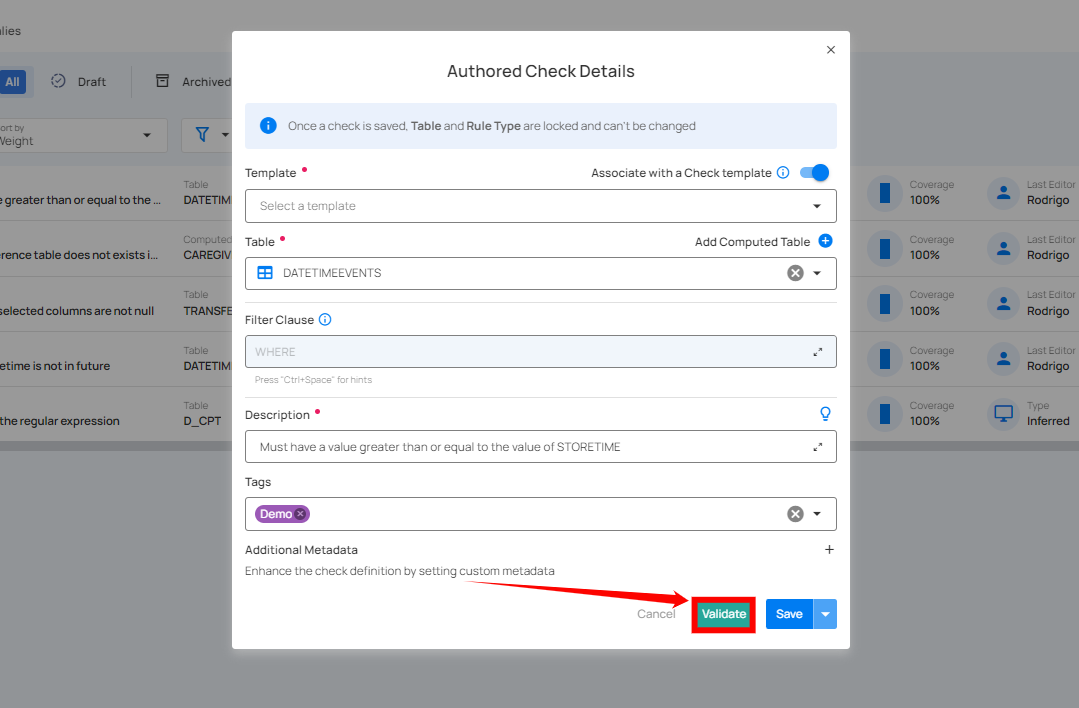 Authored Check Details
Once a check is saved, Table and Rule Type are locked and can't be changed
Template
Associate with a Check template
Select a template
Table
Add Computed Table
DATETIMEEVENTS
Filter Clause
WHERE
Press "Ctrl+Space" for hints
Description
Must have a value greater than or equal to the value of STORETIME
Tags
Demo
Additional Metadata
Enhance the check definition by setting custom metadata
Cancel
Validate
Save
All
Draft
Archived
Table
greater than or equal to the ...
DATETIM
Coverage
100%
Last Editor
Rodrigo
Computed
table does not exists i...
CAREGIV
Coverage
100%
Last Editor
Rodrigo
Table
selected columns are not null
TRANSFE
Coverage
100%
Last Editor
Rodrigo
Table
is not in future
DATETIM
Coverage
100%
Last Editor
Rodrigo
Table
the regular expression
D_CPT
Coverage
100%
Type
Inferred